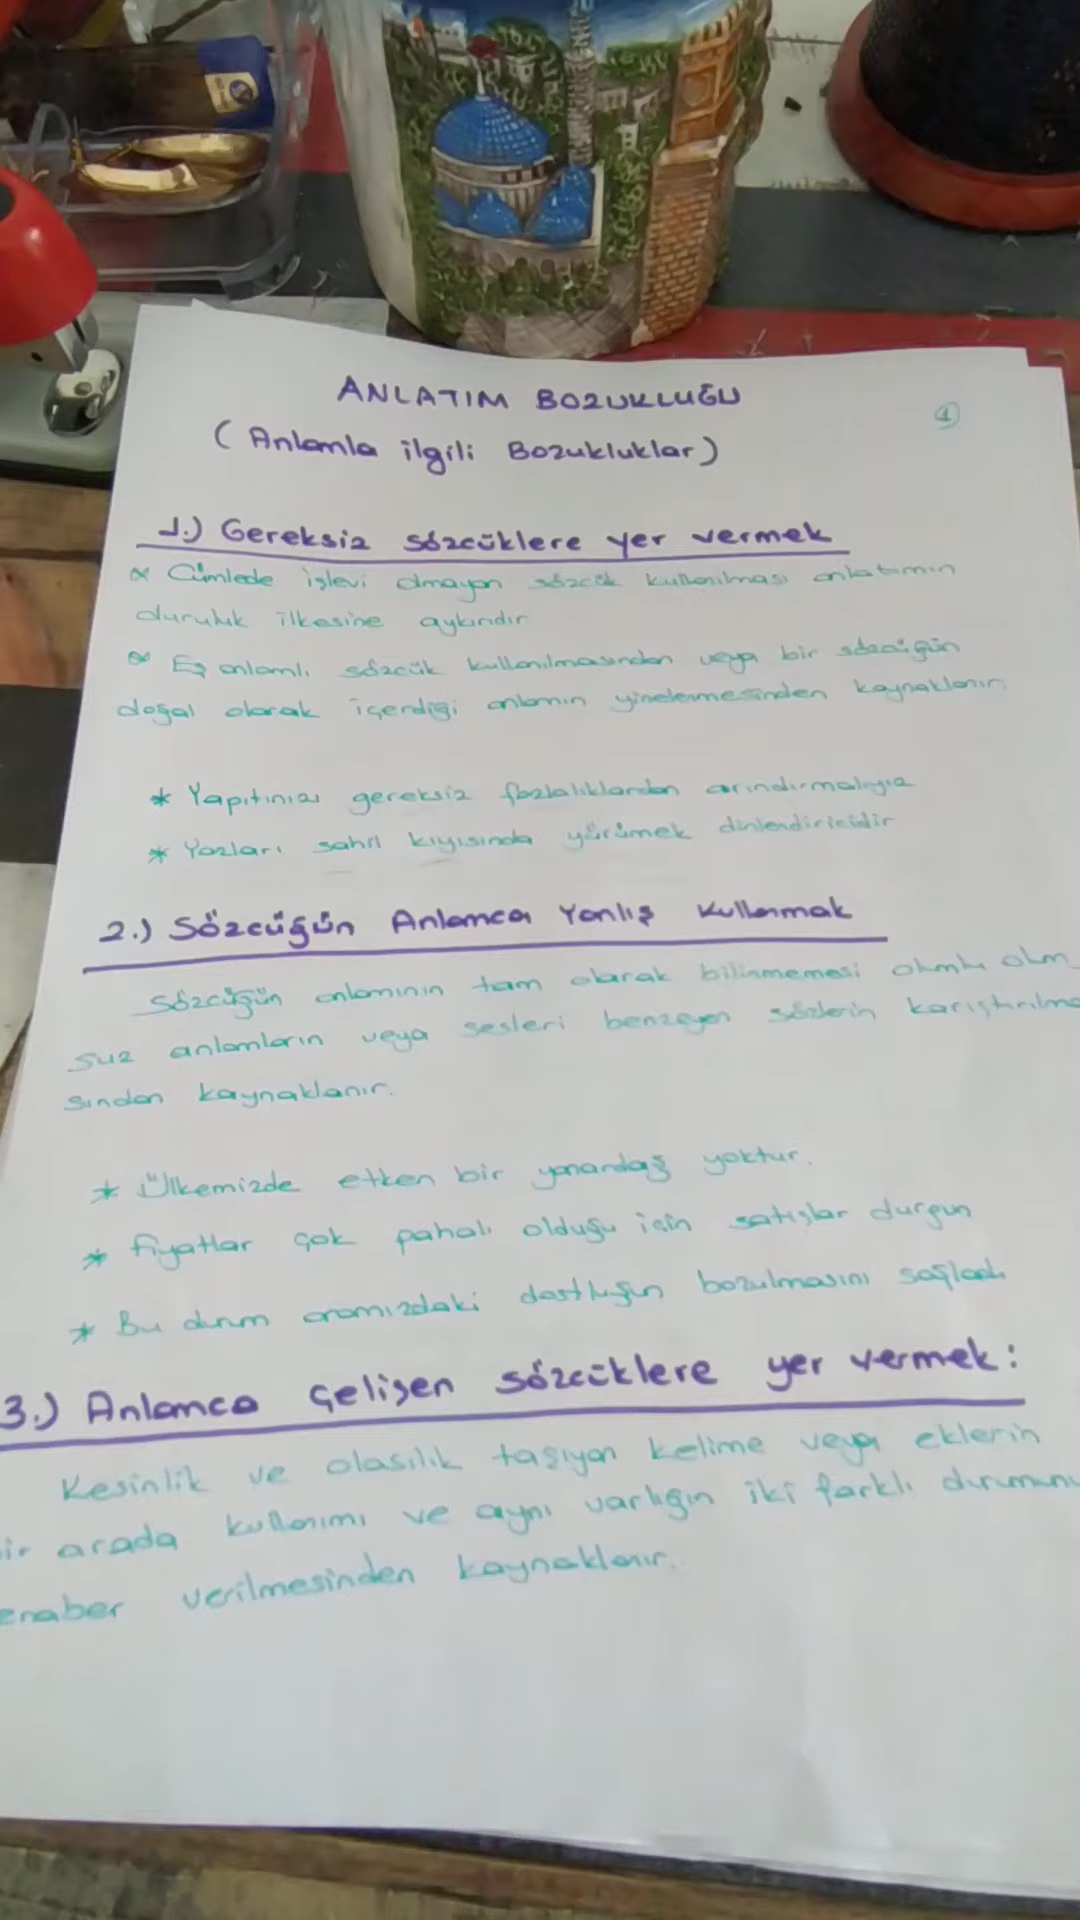 ANLATIM BOZUKLUĞU
4
(Anlamla ilgili Bozukluklar)
1.) Gereksiz sözcüklere yer vermek
Cümlede işlevi olmayan sözcük kullanılması anlatımın
duruluk ilkesine aykırıdır
Eş anlamlı sözcük kullanılmasından veya bir sözcüğün
doğal olarak içerdiği anlamın yinelenmesinden kaynaklanır.
* Yapıtınızı gereksiz fazlalıklardan arındırmalıyız
* Yazları sahil kıyısında yürümek dinlendiricidir
2.) Sözcüğün Anlamca Yanlış Kullanmak
Sözcüğün anlamının tam olarak bilinmemesi olumlu olum
suz anlamların veya sesleri benzeyen sözlerin karıştırılma
sından kaynaklanır.
* Ülkemizde etken bir yanardağ yoktur.
* fiyatlar çok pahalı olduğu için satışlar durgun
* Bu durum aramızdaki dostluğun bozulmasını sağladı
3.) Anlamca Çelişen sözcüklere yer vermek:
Kesinlik ve olasılık taşıyan kelime veya eklerin
bir arada kullanımı ve aynı varlığın iki farklı durumunu
enaber verilmesinden kaynaklanır.